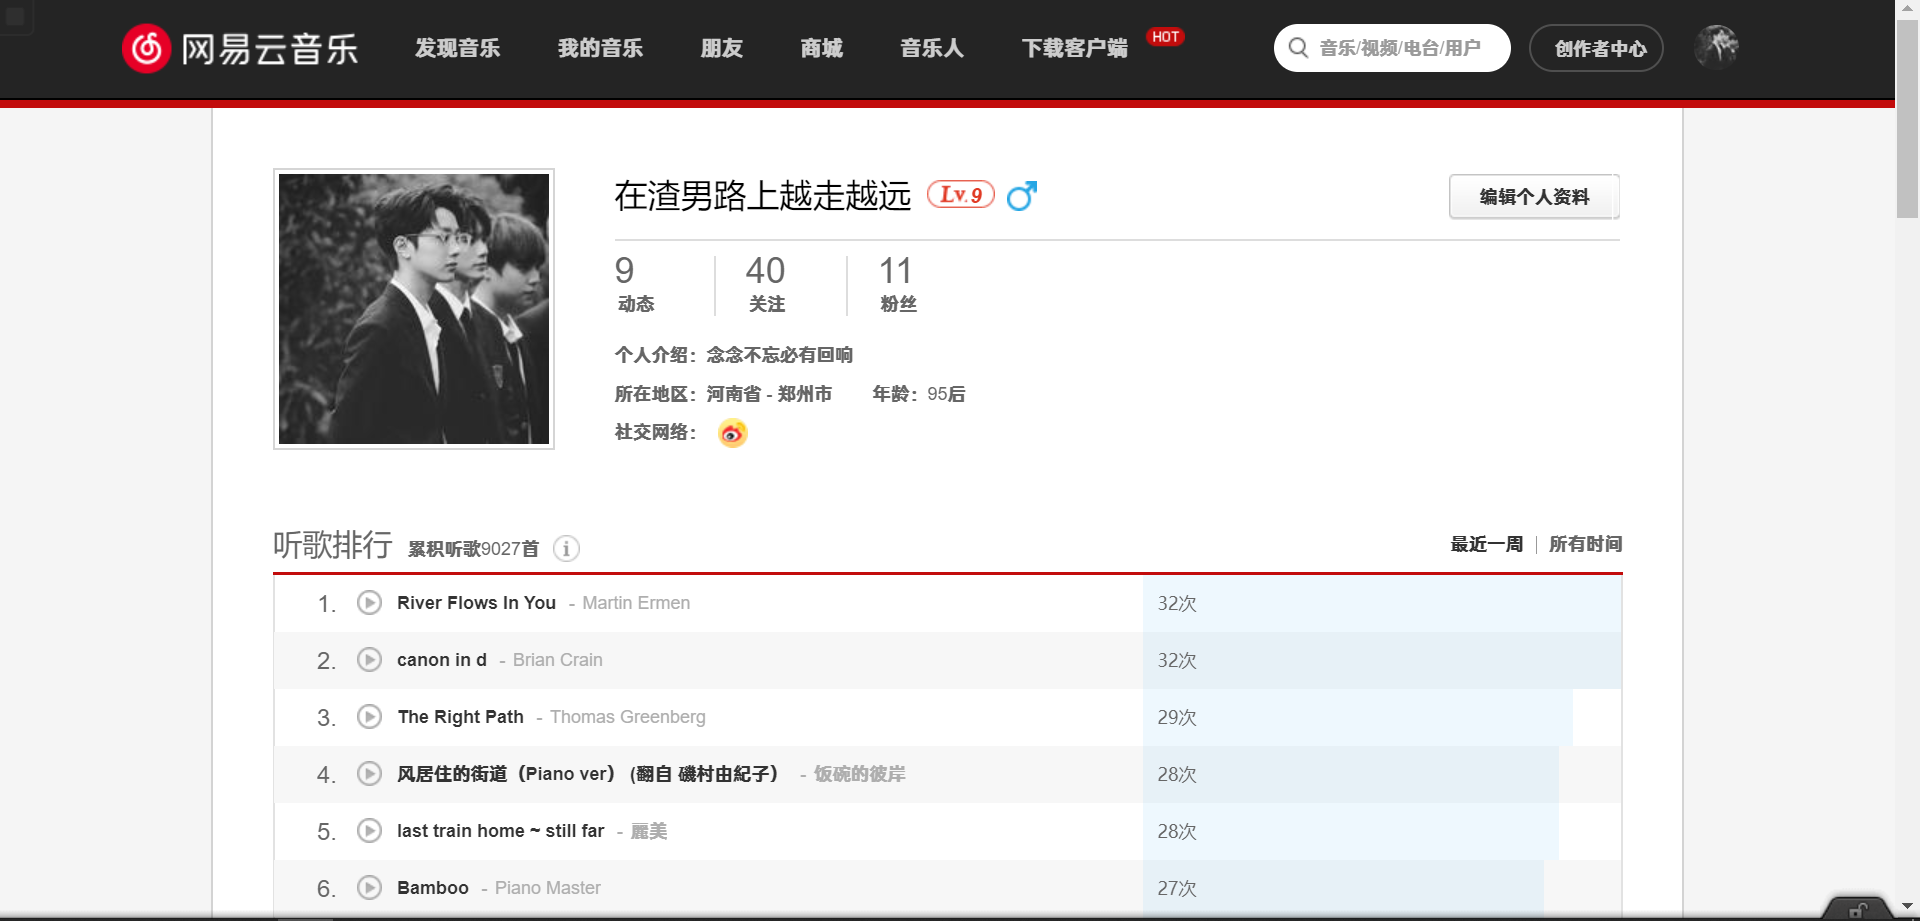 网易云音乐 发现音乐 我的音乐 朋友 商城 音乐人 下载客户端 HOT 音乐/视频/电台/用户 创作者中心
在渣男路上越走越远 Lv.9 编辑个人资料
9 40 11
动态 关注 粉丝
个人介绍：念念不忘必有回响
所在地区：河南省 - 郑州市 年龄：95后
社交网络：
听歌排行 累积听歌9027首 最近一周 所有时间
1. River Flows In You - Martin Ermen 32次
2. canon in d - Brian Crain 32次
3. The Right Path - Thomas Greenberg 29次
4. 风居住的街道（Piano ver） (翻自 磯村由紀子） - 饭碗的彼岸 28次
5. last train home ~ still far - 麗美 28次
6. Bamboo - Piano Master 27次